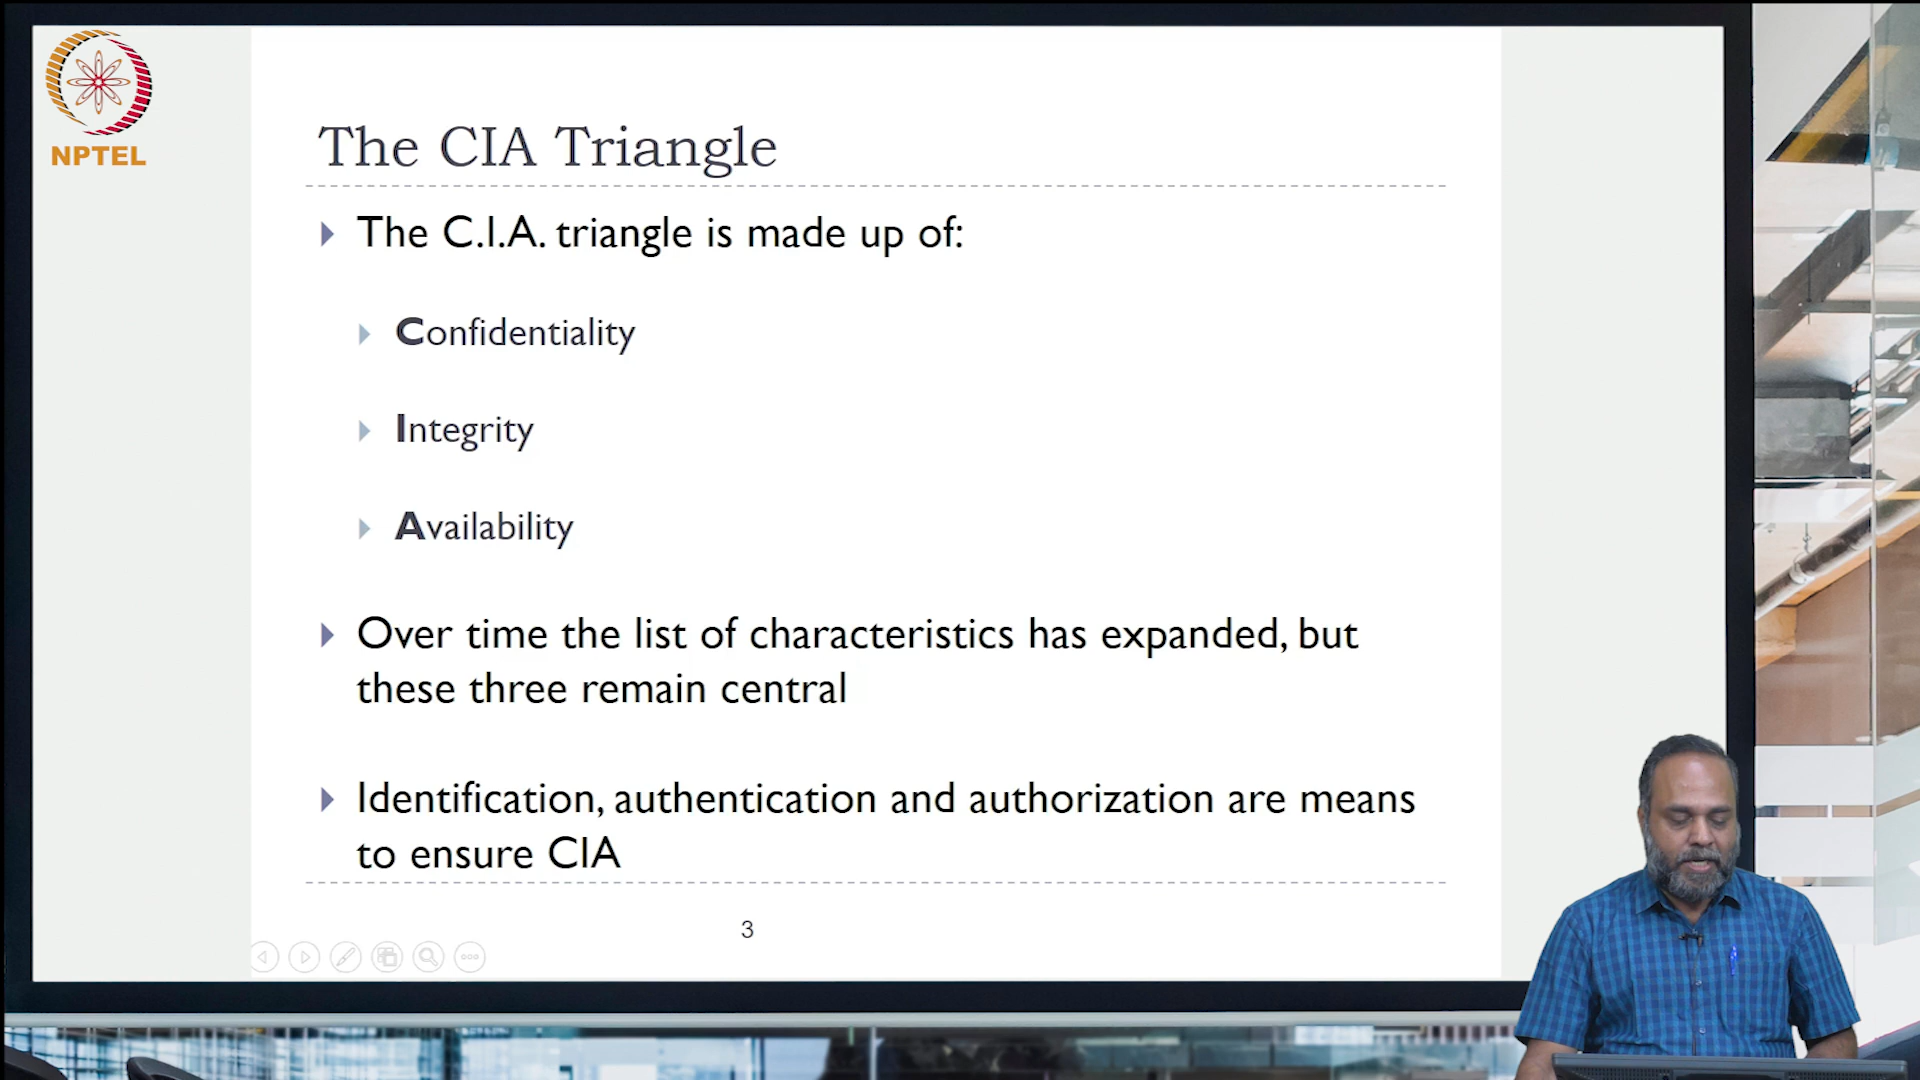 NPTEL
The CIA Triangle
The C.I.A. triangle is made up of:
Confidentiality
Integrity
Availability
Over time the list of characteristics has expanded, but
these three remain central
Identification, authentication and authorization are means
to ensure CIA
3